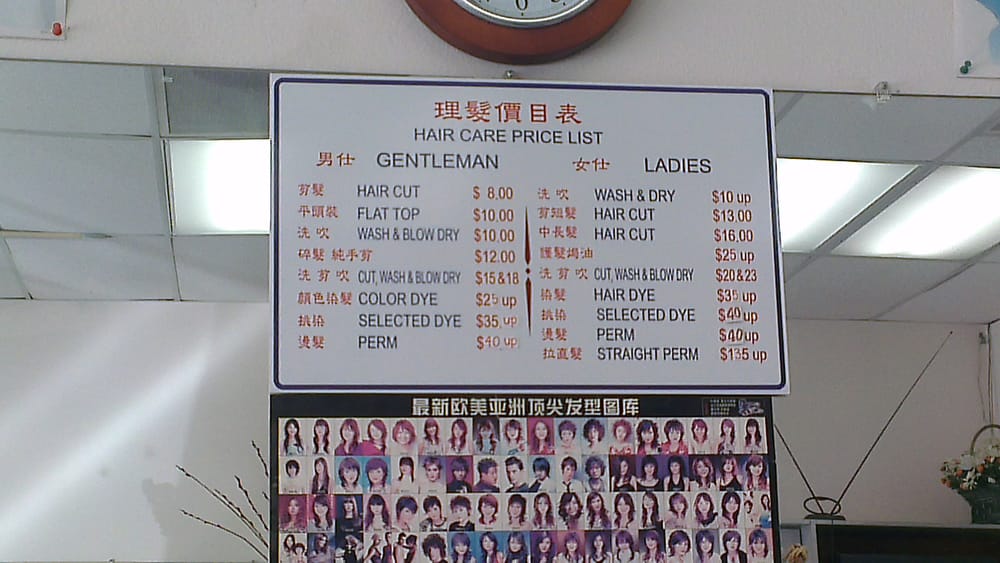 理髮價目表
HAIR CARE PRICE LIST
男仕 GENTLEMAN
剪髮 HAIR CUT $ 8.00
平頭裝 FLAT TOP $10.00
洗 吹 WASH & BLOW DRY $10.00
碎髮 純手剪 $12.00
洗 剪 吹 CUT, WASH & BLOW DRY $15&18
顏色染髮 COLOR DYE $25 up
挑染 SELECTED DYE $35 up
燙髮 PERM $40 up
女仕 LADIES
洗 吹 WASH & DRY $10 up
剪短髮 HAIR CUT $13.00
中長髮 HAIR CUT $16.00
護髮焗油 $25 up
洗 剪 吹 CUT, WASH & BLOW DRY $20&23
染髮 HAIR DYE $35 up
挑染 SELECTED DYE $40 up
燙髮 PERM $40up
拉直髮 STRAIGHT PERM $135 up
最新欧美亚洲顶尖发型图库